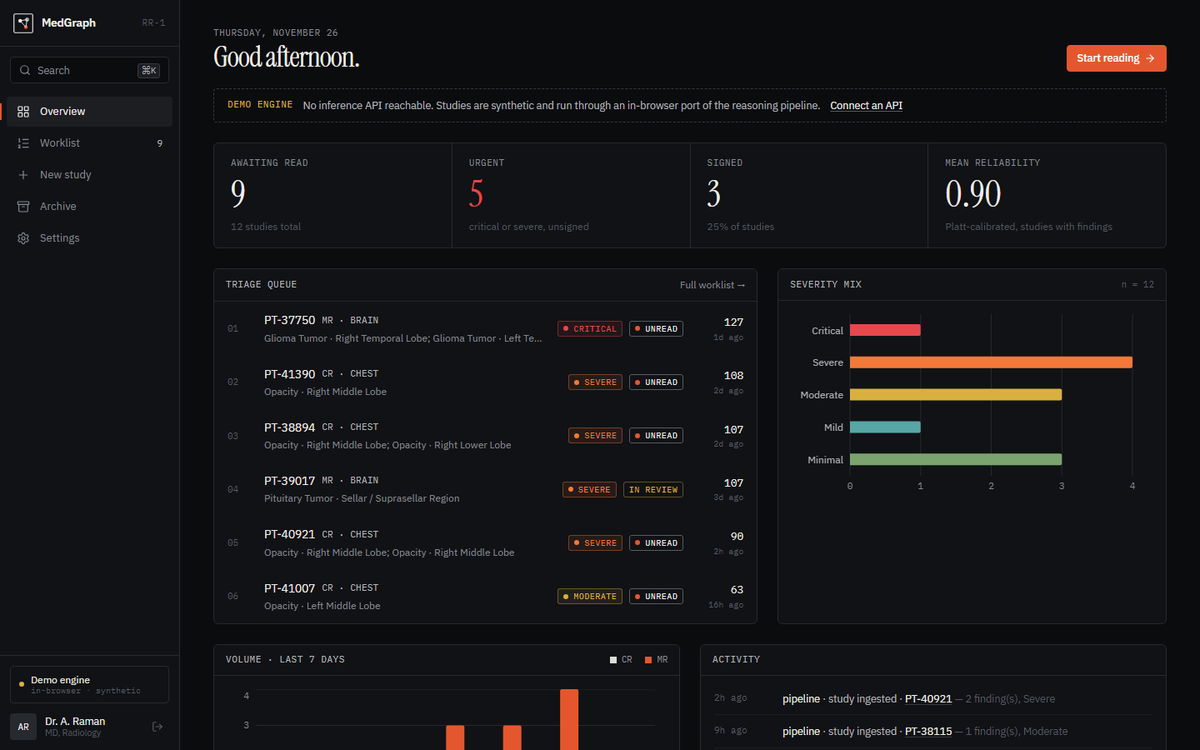 MedGraph RR-1
Search ⌘K
Overview
Worklist 9
New study
Archive
Settings
Demo engine
in-browser · synthetic
AR Dr. A. Raman
MD, Radiology
THURSDAY, NOVEMBER 26
Good afternoon.
Start reading →
DEMO ENGINE No inference API reachable. Studies are synthetic and run through an in-browser port of the reasoning pipeline. Connect an API
AWAITING READ
9
12 studies total
URGENT
5
critical or severe, unsigned
SIGNED
3
25% of studies
MEAN RELIABILITY
0.90
Platt-calibrated, studies with findings
TRIAGE QUEUE Full worklist →
01 PT-37750 MR · BRAIN CRITICAL UNREAD 127
Glioma Tumor · Right Temporal Lobe; Glioma Tumor · Left Te... 1d ago
02 PT-41390 CR · CHEST SEVERE UNREAD 108
Opacity · Right Middle Lobe 2d ago
03 PT-38894 CR · CHEST SEVERE UNREAD 107
Opacity · Right Middle Lobe; Opacity · Right Lower Lobe 2d ago
04 PT-39017 MR · BRAIN SEVERE IN REVIEW 107
Pituitary Tumor · Sellar / Suprasellar Region 3d ago
05 PT-40921 CR · CHEST SEVERE UNREAD 90
Opacity · Right Middle Lobe; Opacity · Right Middle Lobe 2h ago
06 PT-41007 CR · CHEST MODERATE UNREAD 63
Opacity · Left Middle Lobe 16h ago
SEVERITY MIX n = 12
Critical
Severe
Moderate
Mild
Minimal
0 1 2 3 4
VOLUME · LAST 7 DAYS CR MR
4
3
ACTIVITY
2h ago pipeline · study ingested · PT-40921 — 2 finding(s), Severe
9h ago pipeline · study ingested · PT-38115 — 1 finding(s), Moderate